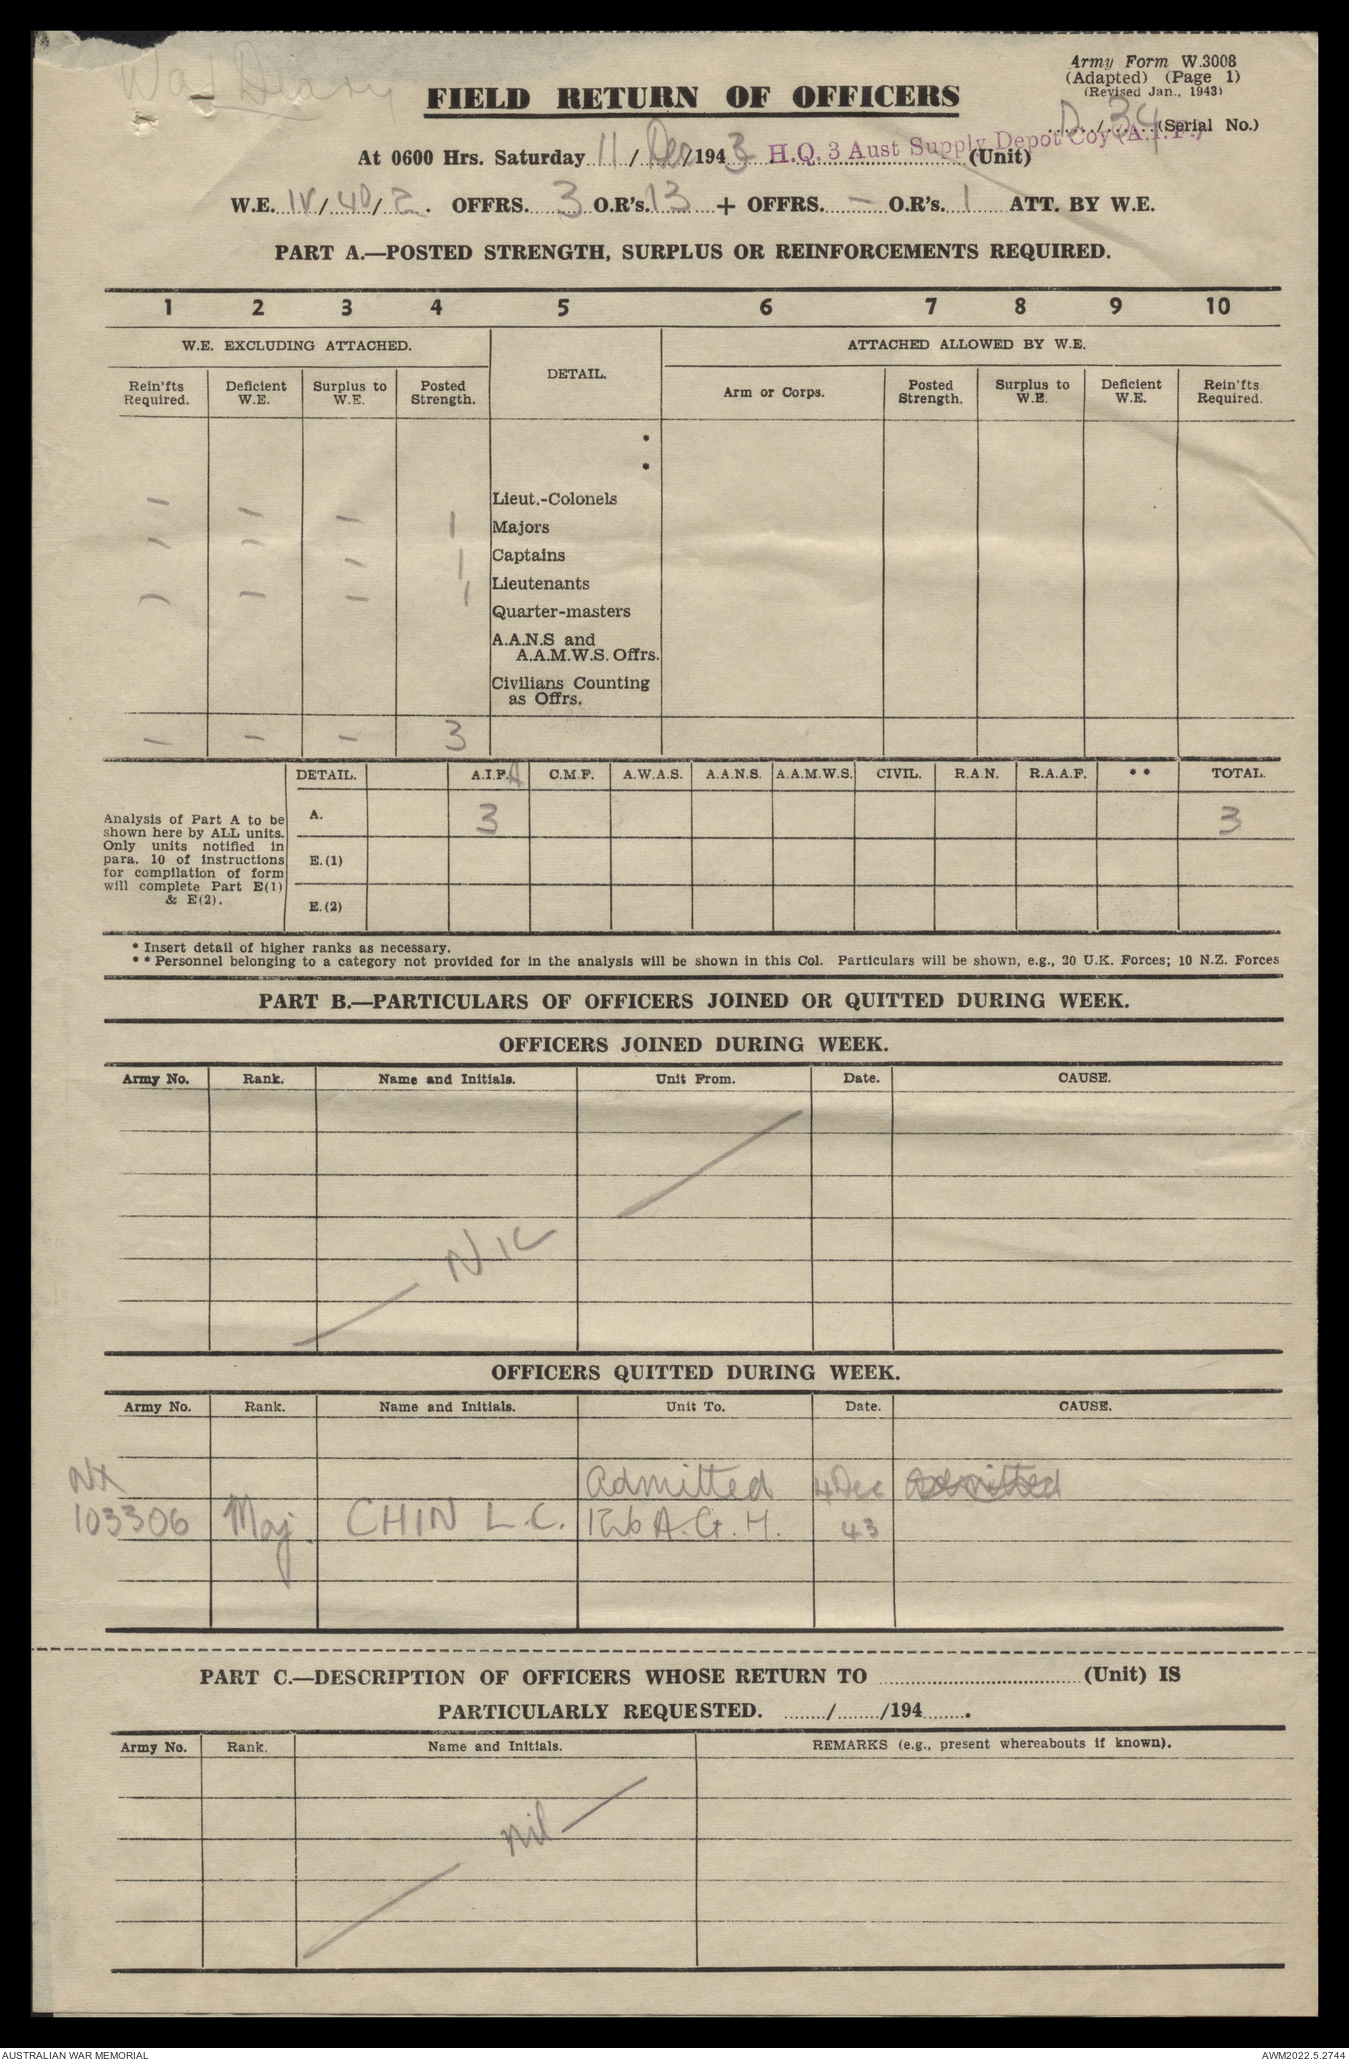 War Diary
Army Form W.3008
(Adapted) (Page 1)
(Revised Jan., 1943)
FIELD RETURN OF OFFICERS
D / 34 (Serial No.)
At 0600 Hrs. Saturday 11 / Dec /1943 H.Q. 3 Aust Supply Depot Coy (A.I.F.) (Unit)
W.E. IV / 40 / 2. OFFRS. 3 O.R's. 13 + OFFRS. — O.R's. 1 ATT. BY W.E.
PART A.—POSTED STRENGTH, SURPLUS OR REINFORCEMENTS REQUIRED.
1 2 3 4 5 6 7 8 9 10
W.E. EXCLUDING ATTACHED. DETAIL. ATTACHED ALLOWED BY W.E.
Rein'fts Required. Deficient W.E. Surplus to W.E. Posted Strength. Arm or Corps. Posted Strength. Surplus to W.E. Deficient W.E. Rein'fts Required.
*
*
Lieut.-Colonels
— — — 1 Majors
— — — 1 Captains
— — — 1 Lieutenants
Quarter-masters
A.A.N.S and
A.A.M.W.S. Offrs.
Civilians Counting
as Offrs.
— — — 3
DETAIL. A.I.F.A C.M.F. A.W.A.S. A.A.N.S. A.A.M.W.S. CIVIL. R.A.N. R.A.A.F. ** TOTAL.
Analysis of Part A to be
shown here by ALL units.
Only units notified in
para. 10 of instructions
for compilation of form
will complete Part E(1)
& E(2).
A. 3 3
E.(1)
E.(2)
* Insert detail of higher ranks as necessary.
** Personnel belonging to a category not provided for in the analysis will be shown in this Col. Particulars will be shown, e.g., 20 U.K. Forces; 10 N.Z. Forces
PART B.—PARTICULARS OF OFFICERS JOINED OR QUITTED DURING WEEK.
OFFICERS JOINED DURING WEEK.
Army No. Rank. Name and Initials. Unit From. Date. CAUSE.
— NIL —
OFFICERS QUITTED DURING WEEK.
Army No. Rank. Name and Initials. Unit To. Date. CAUSE.
NX Admitted 4 Dec Admitted
103306 Maj. CHIN L.C. 126 A.G.H. 43
PART C.—DESCRIPTION OF OFFICERS WHOSE RETURN TO ........ (Unit) IS
PARTICULARLY REQUESTED. ......../......../194........
Army No. Rank. Name and Initials. REMARKS (e.g., present whereabouts if known).
— nil —
AUSTRALIAN WAR MEMORIAL AWM2022.5.2744